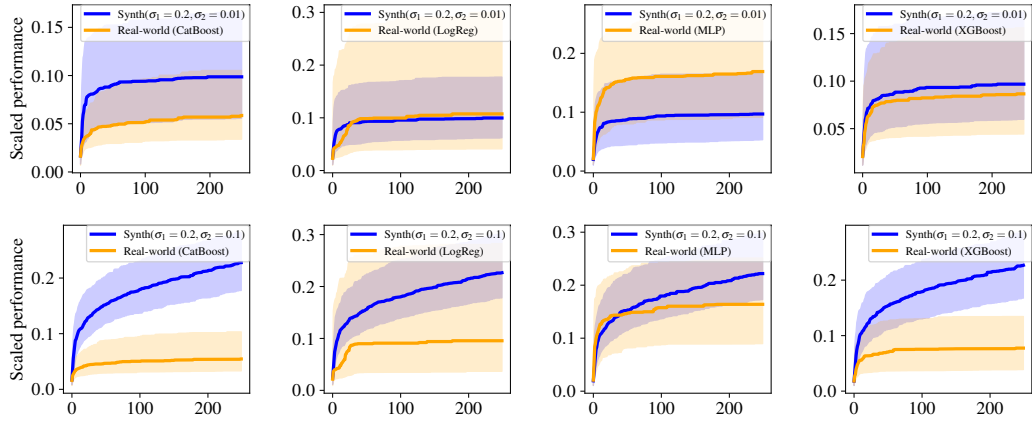 Synth(σ₁ = 0.2, σ₂ = 0.01)
Real-world (CatBoost)
Scaled performance
0.15
0.10
0.05
0.00
0 100 200
Synth(σ₁ = 0.2, σ₂ = 0.01)
Real-world (LogReg)
0.3
0.2
0.1
0.0
0 100 200
Synth(σ₁ = 0.2, σ₂ = 0.01)
Real-world (MLP)
0.2
0.1
0.0
0 100 200
Synth(σ₁ = 0.2, σ₂ = 0.01)
Real-world (XGBoost)
0.15
0.10
0.05
0 100 200
Synth(σ₁ = 0.2, σ₂ = 0.1)
Real-world (CatBoost)
Scaled performance
0.2
0.1
0.0
0 100 200
Synth(σ₁ = 0.2, σ₂ = 0.1)
Real-world (LogReg)
0.3
0.2
0.1
0.0
0 100 200
Synth(σ₁ = 0.2, σ₂ = 0.1)
Real-world (MLP)
0.3
0.2
0.1
0.0
0 100 200
Synth(σ₁ = 0.2, σ₂ = 0.1)
Real-world (XGBoost)
0.2
0.1
0.0
0 100 200